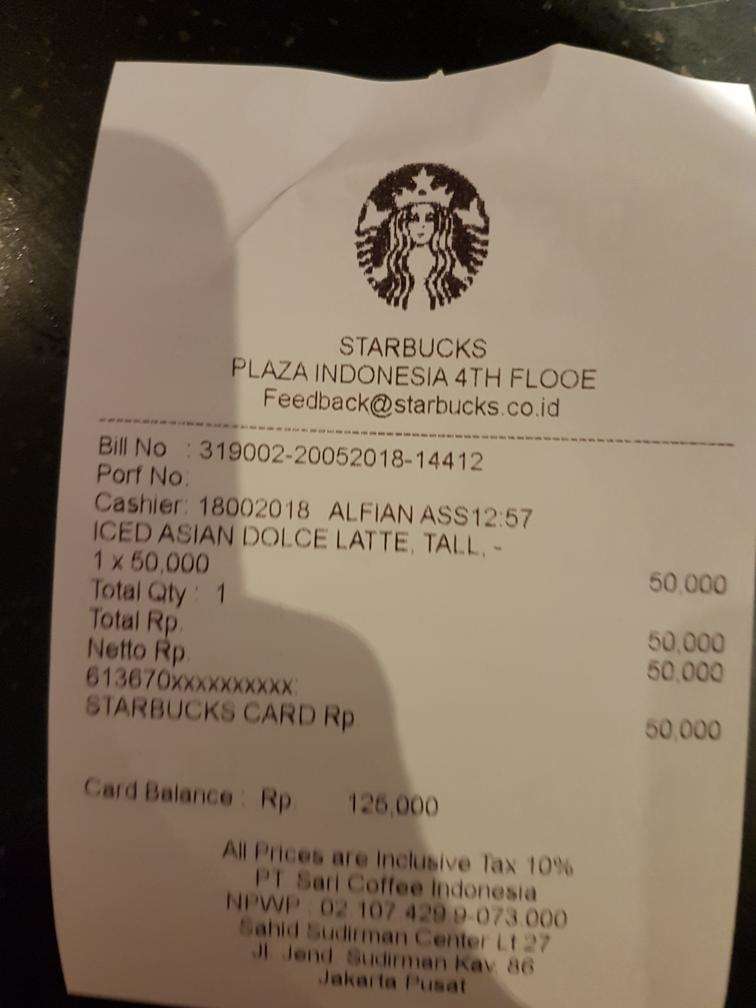 STARBUCKS
PLAZA INDONESIA 4TH FLOOE
Feedback@starbucks.co.id
Bill No : 319002-20052018-14412
Porf No:
Cashier: 18002018 ALFIAN ASS12:57
ICED ASIAN DOLCE LATTE, TALL, -
1 x 50,000 50,000
Total Qty : 1
Total Rp. 50,000
Netto Rp. 50,000
613670xxxxxxxxxx:
STARBUCKS CARD Rp 50,000
Card Balance : Rp. 125,000
All Prices are Inclusive Tax 10%
PT Sari Coffee Indonesia
NPWP : 02 107 429 9-073.000
Sahid Sudirman Center Lt 27
Jl. Jend. Sudirman Kav. 86
Jakarta Pusat